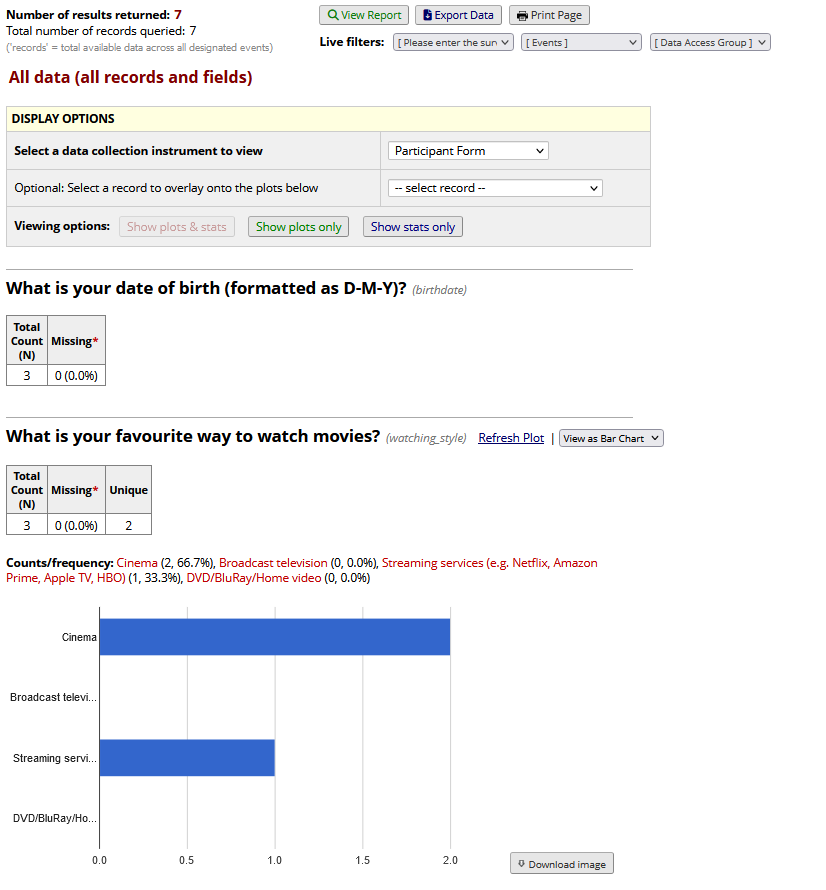 Number of results returned: 7
Total number of records queried: 7
('records' = total available data across all designated events)
View Report
Export Data
Print Page
Live filters:
[ Please enter the sur
[ Events ]
[ Data Access Group ]
All data (all records and fields)
DISPLAY OPTIONS
Select a data collection instrument to view
Participant Form
Optional: Select a record to overlay onto the plots below
-- select record --
Viewing options:
Show plots & stats
Show plots only
Show stats only
What is your date of birth (formatted as D-M-Y)? (birthdate)
Total Count (N)
Missing*
3
0 (0.0%)
What is your favourite way to watch movies? (watching_style)
Refresh Plot |
View as Bar Chart
Total Count (N)
Missing*
Unique
3
0 (0.0%)
2
Counts/frequency: Cinema (2, 66.7%), Broadcast television (0, 0.0%), Streaming services (e.g. Netflix, Amazon
Prime, Apple TV, HBO) (1, 33.3%), DVD/BluRay/Home video (0, 0.0%)
Cinema
Broadcast televi...
Streaming servi...
DVD/BluRay/Ho...
0.0
0.5
1.0
1.5
2.0
Download image